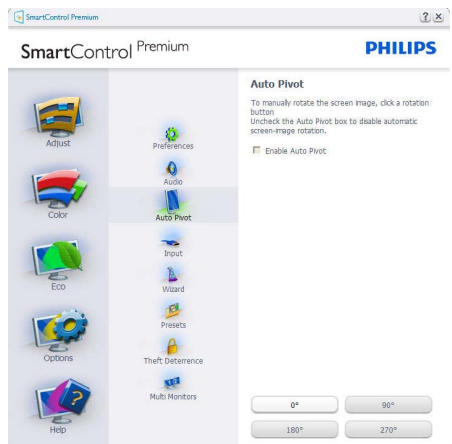 SmartControl Premium
SmartControl Premium
PHILIPS
Adjust
Color
Eco
Options
Help
Preferences
Audio
Auto Pivot
Input
Wizard
Presets
Theft Deterrence
Multi Monitors
Auto Pivot
To manually rotate the screen image, click a rotation
button
Uncheck the Auto Pivot box to disable automatic
screen-image rotation.
Enable Auto Pivot
0° 90°
180° 270°